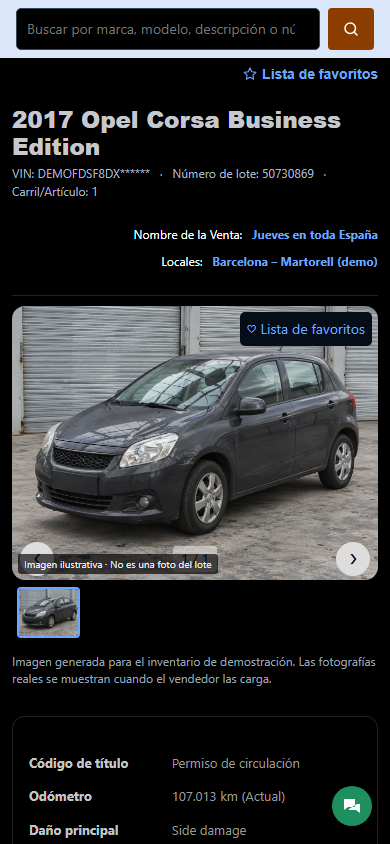 Buscar por marca, modelo, descripción o nú
Lista de favoritos
2017 Opel Corsa Business
Edition
VIN: DEMOFDSF8DX****** · Número de lote: 50730869 ·
Carril/Artículo: 1
Nombre de la Venta: Jueves en toda España
Locales: Barcelona – Martorell (demo)
Lista de favoritos
Imagen ilustrativa · No es una foto del lote
Imagen generada para el inventario de demostración. Las fotografías
reales se muestran cuando el vendedor las carga.
Código de título Permiso de circulación
Odómetro 107.013 km (Actual)
Daño principal Side damage